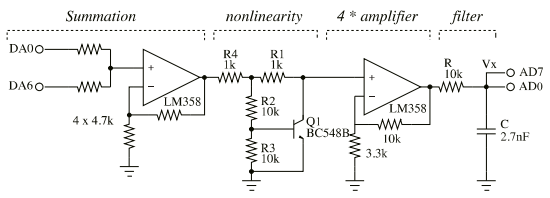 Summation nonlinearity 4 * amplifier filter
DA0
DA6
+
−
LM358
4 x 4.7k
R4
1k
R1
1k
R2
10k
R3
10k
Q1
BC548B
+
−
LM358
10k
3.3k
R
10k
Vx
AD7
AD0
C
2.7nF